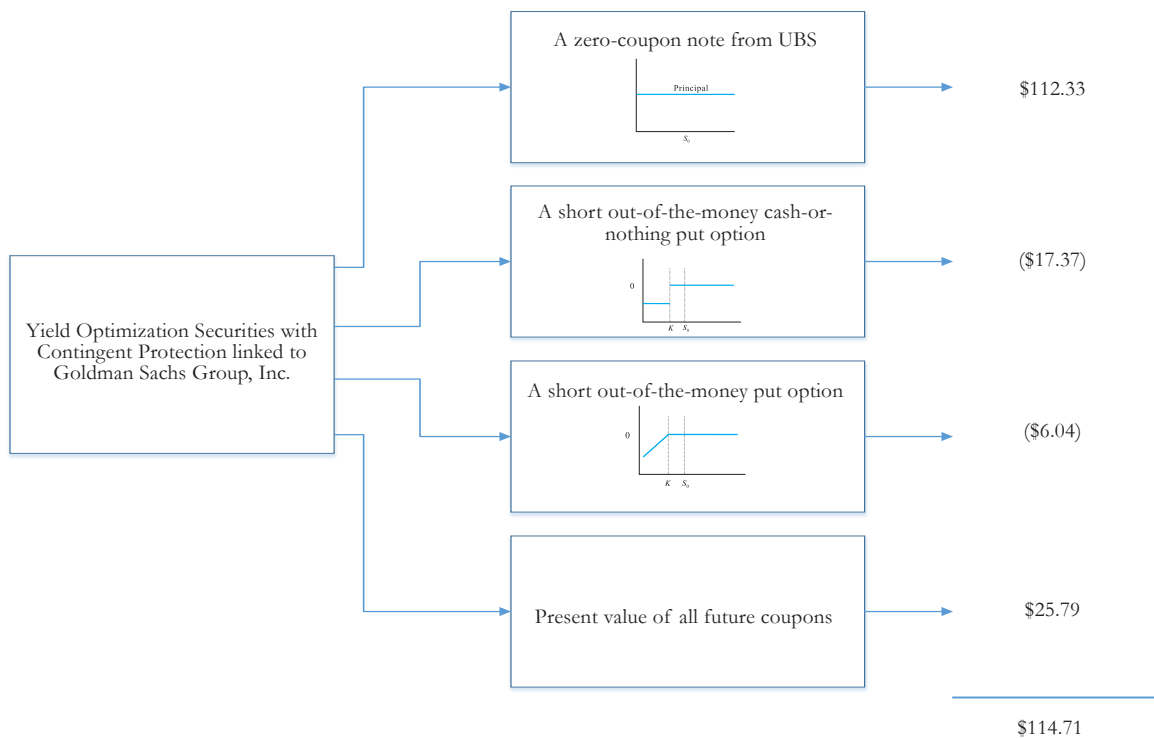 A zero-coupon note from UBS
Principal
S₀
$112.33
A short out-of-the-money cash-or-
nothing put option
0
K S₀
($17.37)
Yield Optimization Securities with
Contingent Protection linked to
Goldman Sachs Group, Inc.
A short out-of-the-money put option
0
K S₀
($6.04)
Present value of all future coupons
$25.79
$114.71